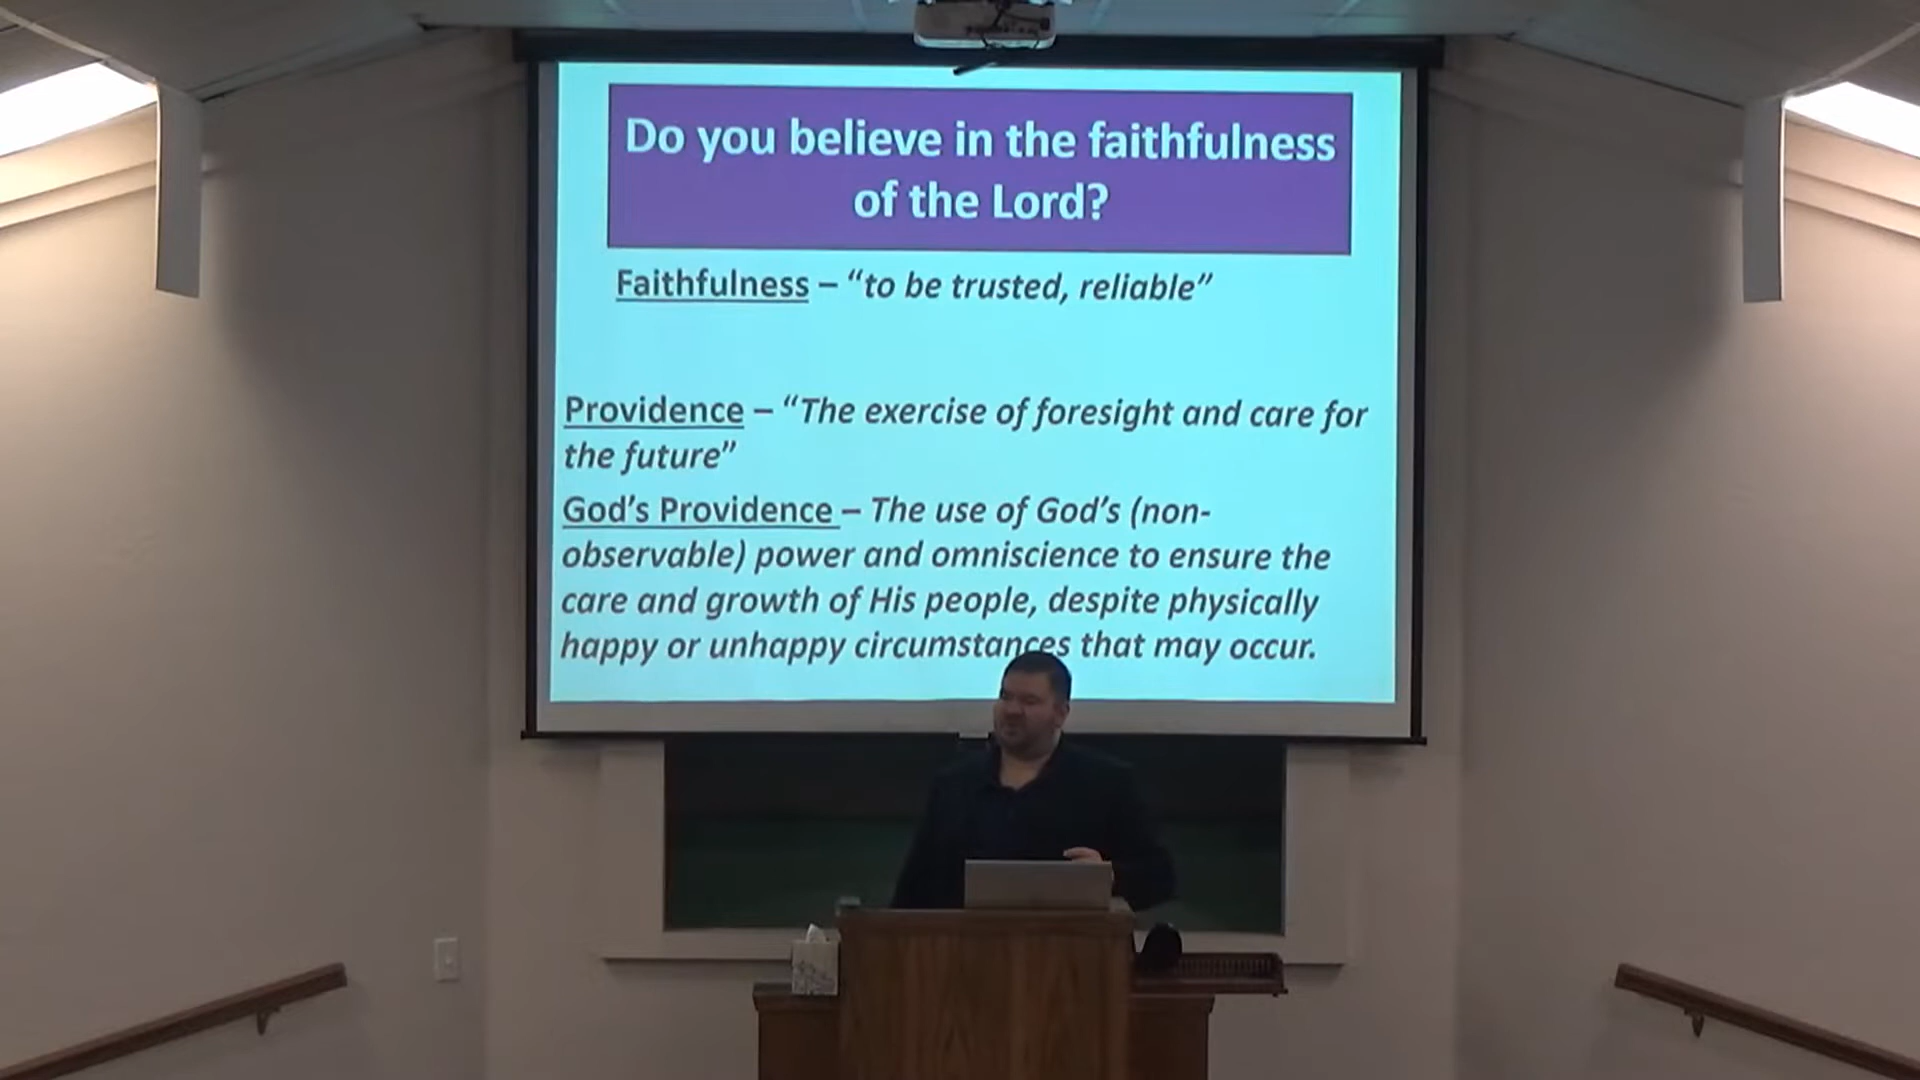 Do you believe in the faithfulness
of the Lord?
Faithfulness – “to be trusted, reliable”
Providence – “The exercise of foresight and care for
the future”
God’s Providence – The use of God’s (non-
observable) power and omniscience to ensure the
care and growth of His people, despite physically
happy or unhappy circumstances that may occur.